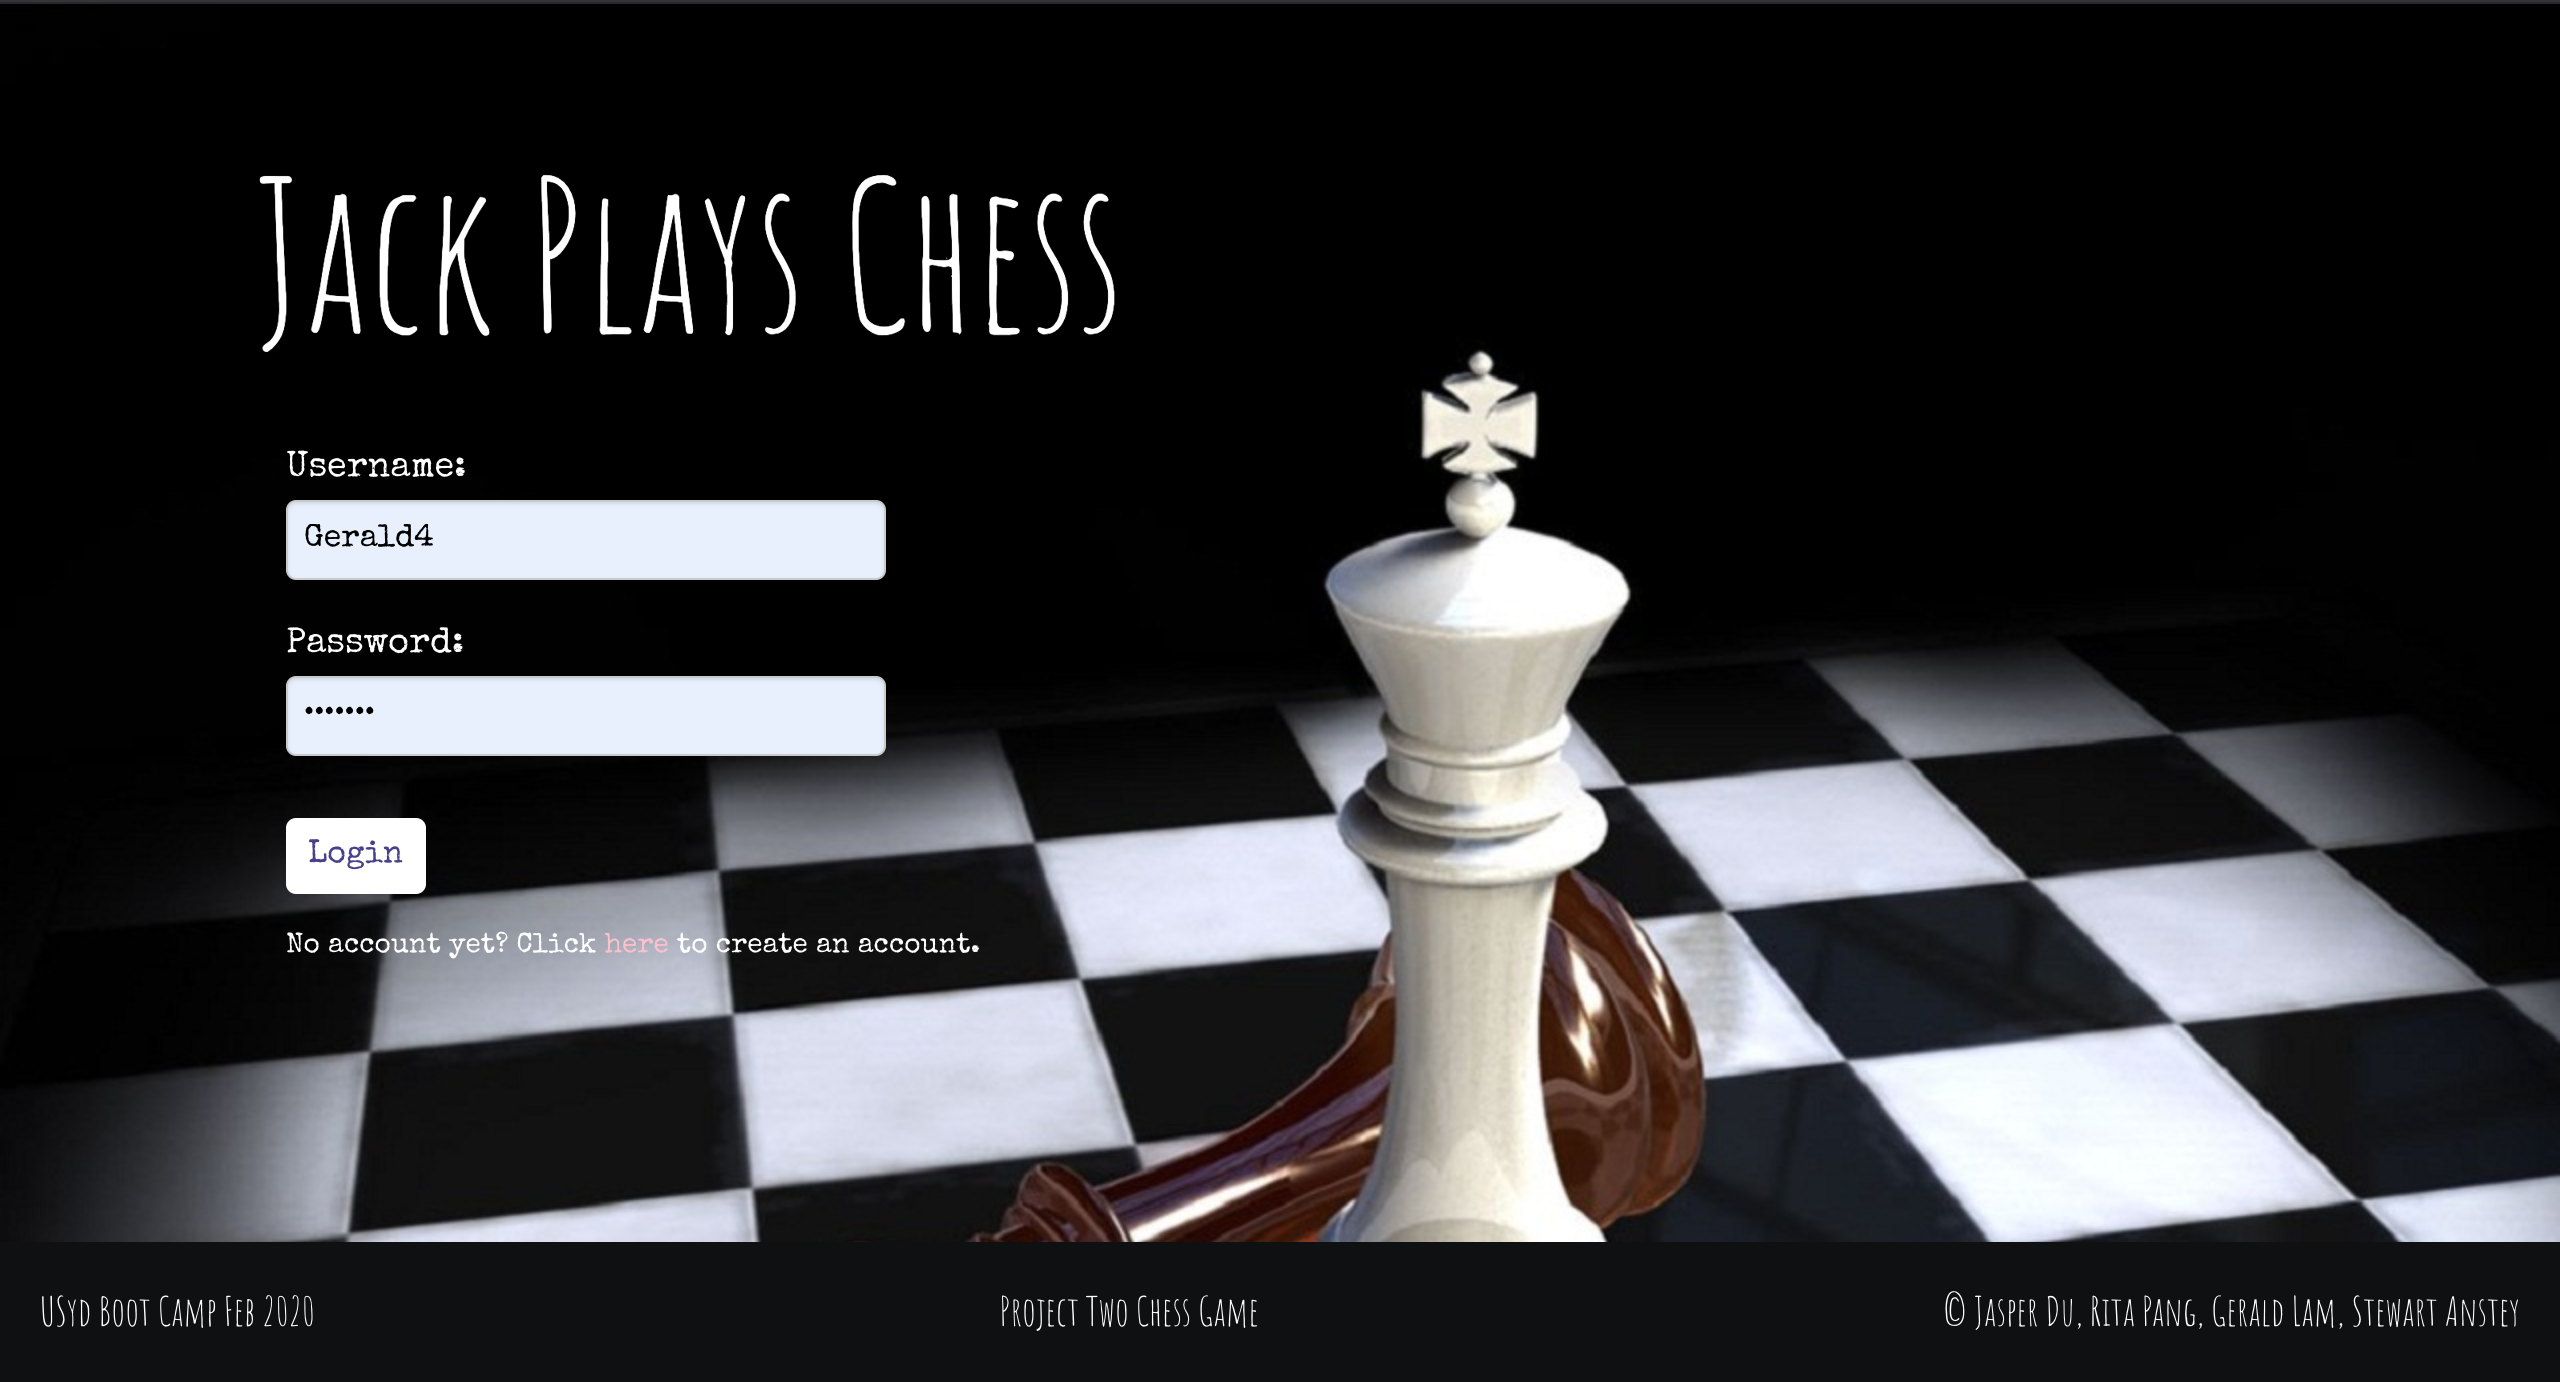 Jack Plays Chess
Username:
Gerald4
Password:
•••••••
Login
No account yet? Click here to create an account.
USyd Boot Camp Feb 2020
Project Two Chess Game
© Jasper Du, Rita Pang, Gerald Lam, Stewart Anstey